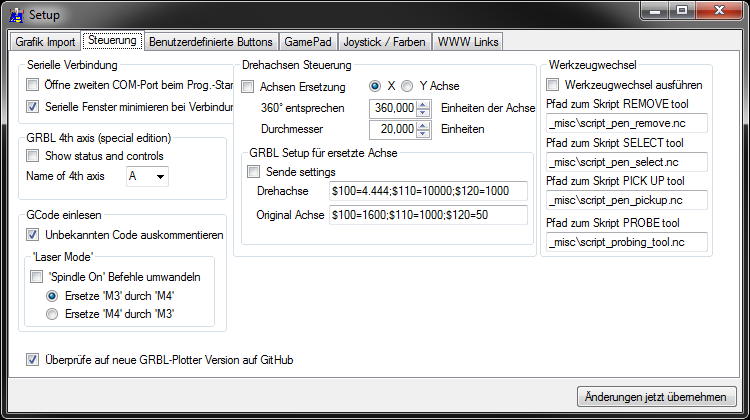 Setup
Grafik Import
Steuerung
Benutzerdefinierte Buttons
GamePad
Joystick / Farben
WWW Links
Serielle Verbindung
Öffne zweiten COM-Port beim Prog.-Star
Serielle Fenster minimieren bei Verbindun
GRBL 4th axis (special edition)
Show status and controls
Name of 4th axis A
GCode einlesen
Unbekannten Code auskommentieren
'Laser Mode'
'Spindle On' Befehle umwandeln
Ersetze 'M3' durch 'M4'
Ersetze 'M4' durch 'M3'
Überprüfe auf neue GRBL-Plotter Version auf GitHub
Drehachsen Steuerung
Achsen Ersetzung X Y Achse
360° entsprechen 360,000 Einheiten der Achse
Durchmesser 20,000 Einheiten
GRBL Setup für ersetzte Achse
Sende settings
Drehachse $100=4.444;$110=10000;$120=1000
Original Achse $100=1600;$110=1000;$120=50
Werkzeugwechsel
Werkzeugwechsel ausführen
Pfad zum Skript REMOVE tool
_misc\script_pen_remove.nc
Pfad zum Skript SELECT tool
_misc\script_pen_select.nc
Pfad zum Skript PICK UP tool
_misc\script_pen_pickup.nc
Pfad zum Skript PROBE tool
_misc\script_probing_tool.nc
Änderungen jetzt übernehmen